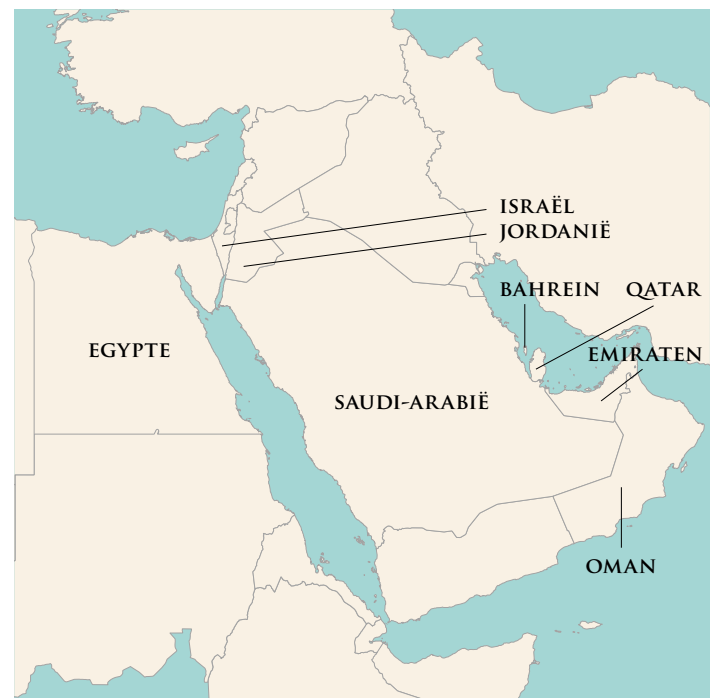 ISRAËL
JORDANIË
BAHREIN QATAR
EGYPTE
EMIRATEN
SAUDI-ARABIË
OMAN